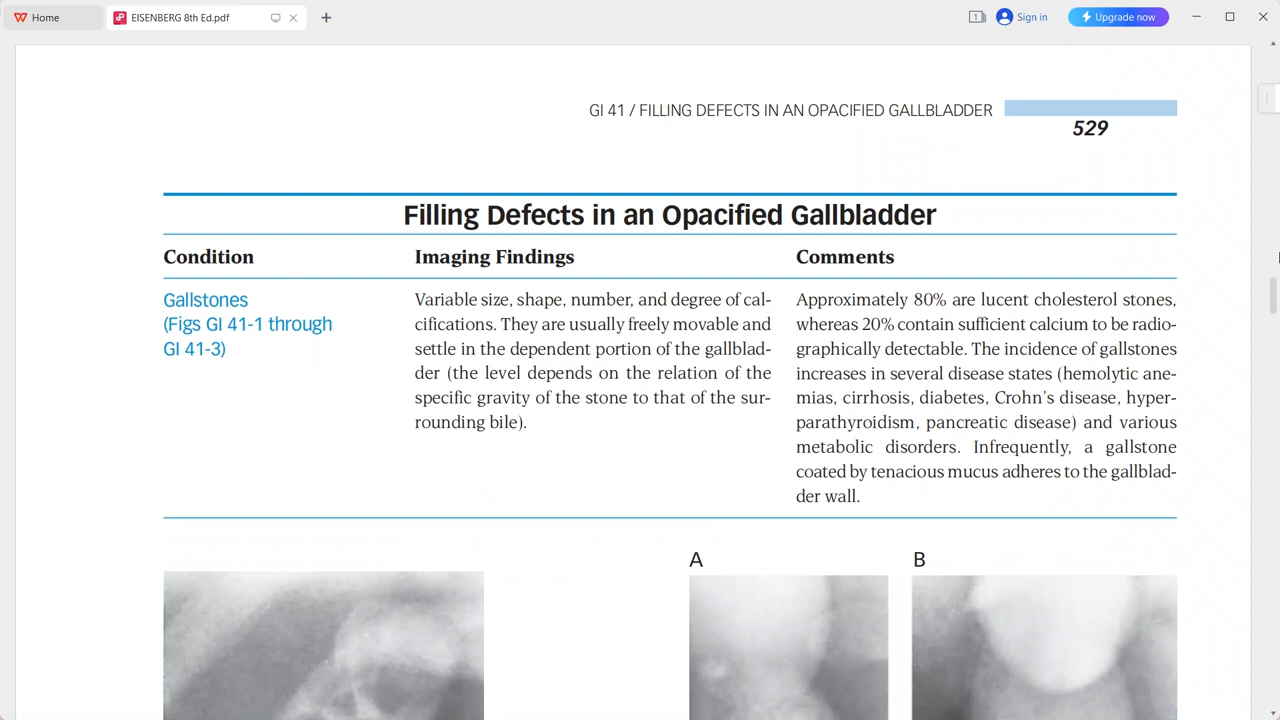 Home
EISENBERG 8th Ed.pdf
1
Sign in
Upgrade now
GI 41 / FILLING DEFECTS IN AN OPACIFIED GALLBLADDER
529
Filling Defects in an Opacified Gallbladder
Condition
Imaging Findings
Comments
Gallstones
(Figs GI 41-1 through
GI 41-3)
Variable size, shape, number, and degree of cal-
cifications. They are usually freely movable and
settle in the dependent portion of the gallblad-
der (the level depends on the relation of the
specific gravity of the stone to that of the sur-
rounding bile).
Approximately 80% are lucent cholesterol stones,
whereas 20% contain sufficient calcium to be radio-
graphically detectable. The incidence of gallstones
increases in several disease states (hemolytic ane-
mias, cirrhosis, diabetes, Crohn's disease, hyper-
parathyroidism, pancreatic disease) and various
metabolic disorders. Infrequently, a gallstone
coated by tenacious mucus adheres to the gallblad-
der wall.
A
B